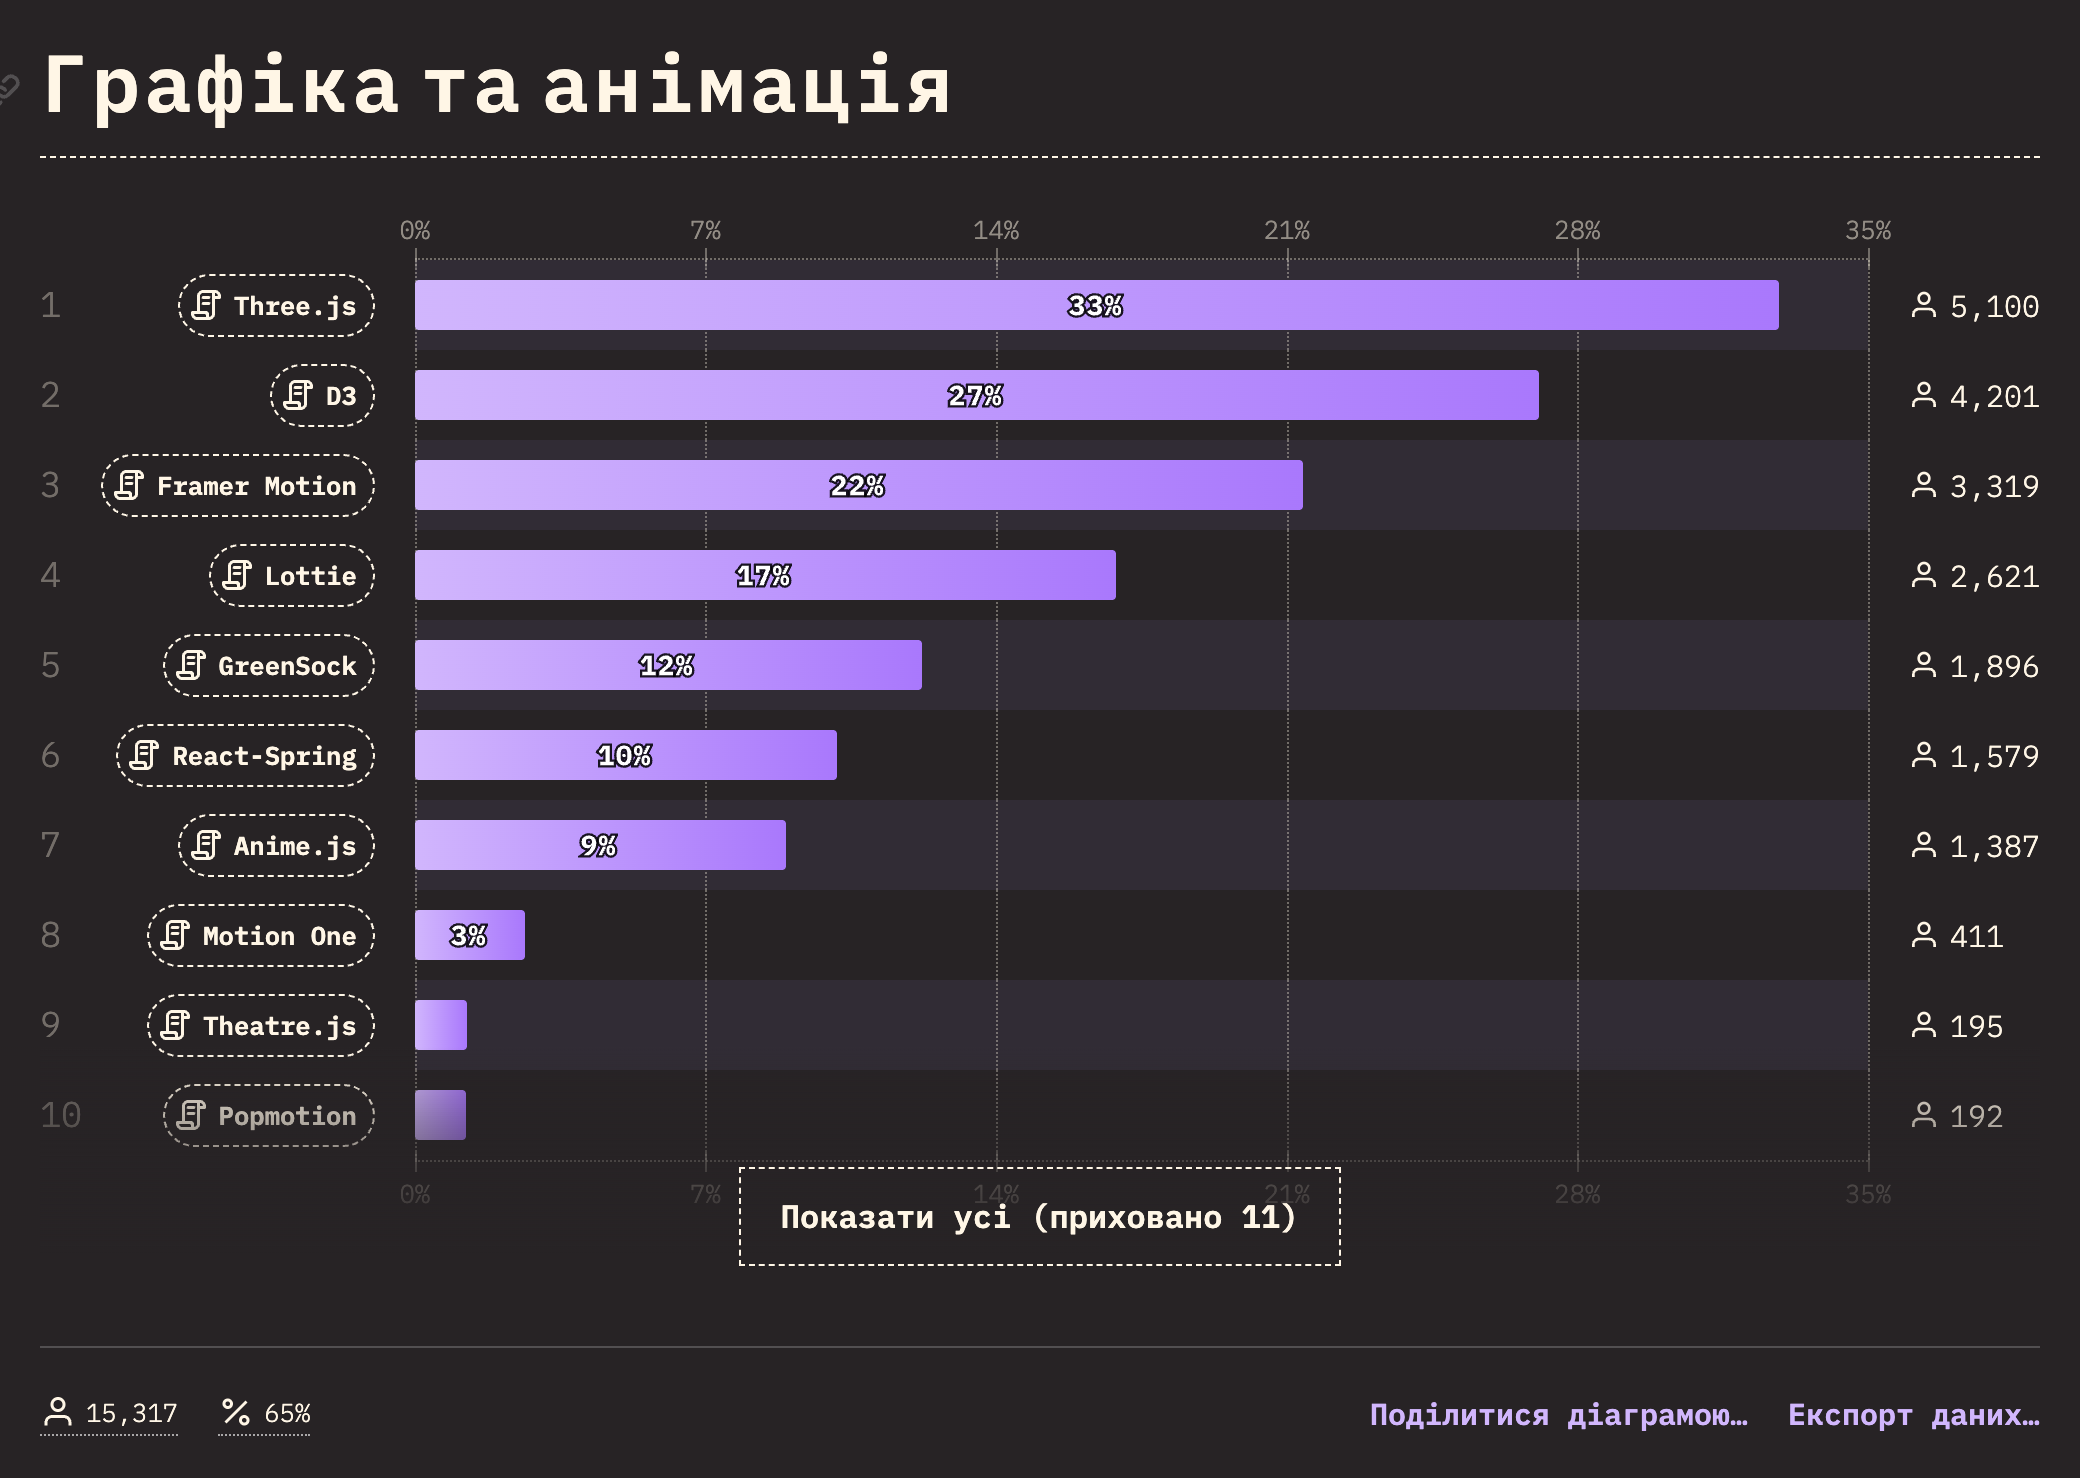 Графіка та анімація
0% 7% 14% 21% 28% 35%
1 Three.js 33% 5,100
2 D3 27% 4,201
3 Framer Motion 22% 3,319
4 Lottie 17% 2,621
5 GreenSock 12% 1,896
6 React-Spring 10% 1,579
7 Anime.js 9% 1,387
8 Motion One 3% 411
9 Theatre.js 195
10 Popmotion 192
0% 7% 14% 21% 28% 35%
Показати усі (приховано 11)
15,317 65% Поділитися діаграмою… Експорт даних…